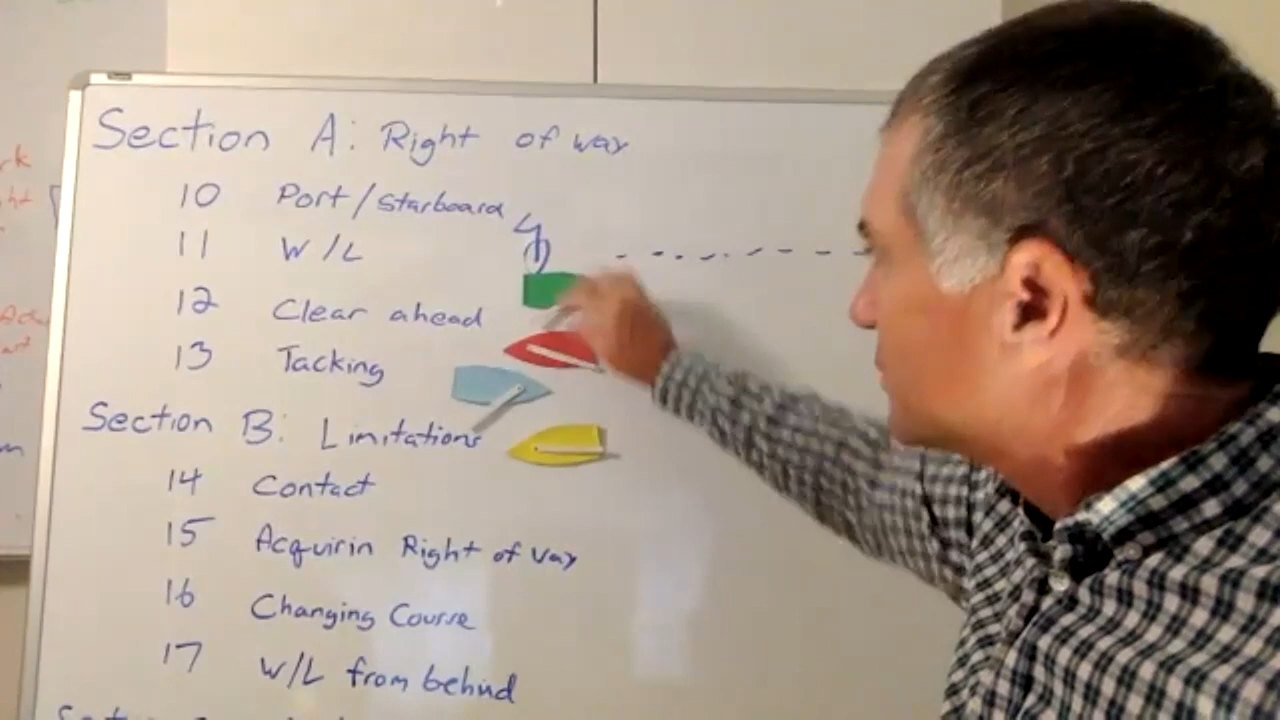 Section A: Right of way
10 Port/Starboard
11 W/L
12 Clear ahead
13 Tacking
Section B: Limitations
14 Contact
15 Acquirin Right of Way
16 Changing Course
17 W/L from behind